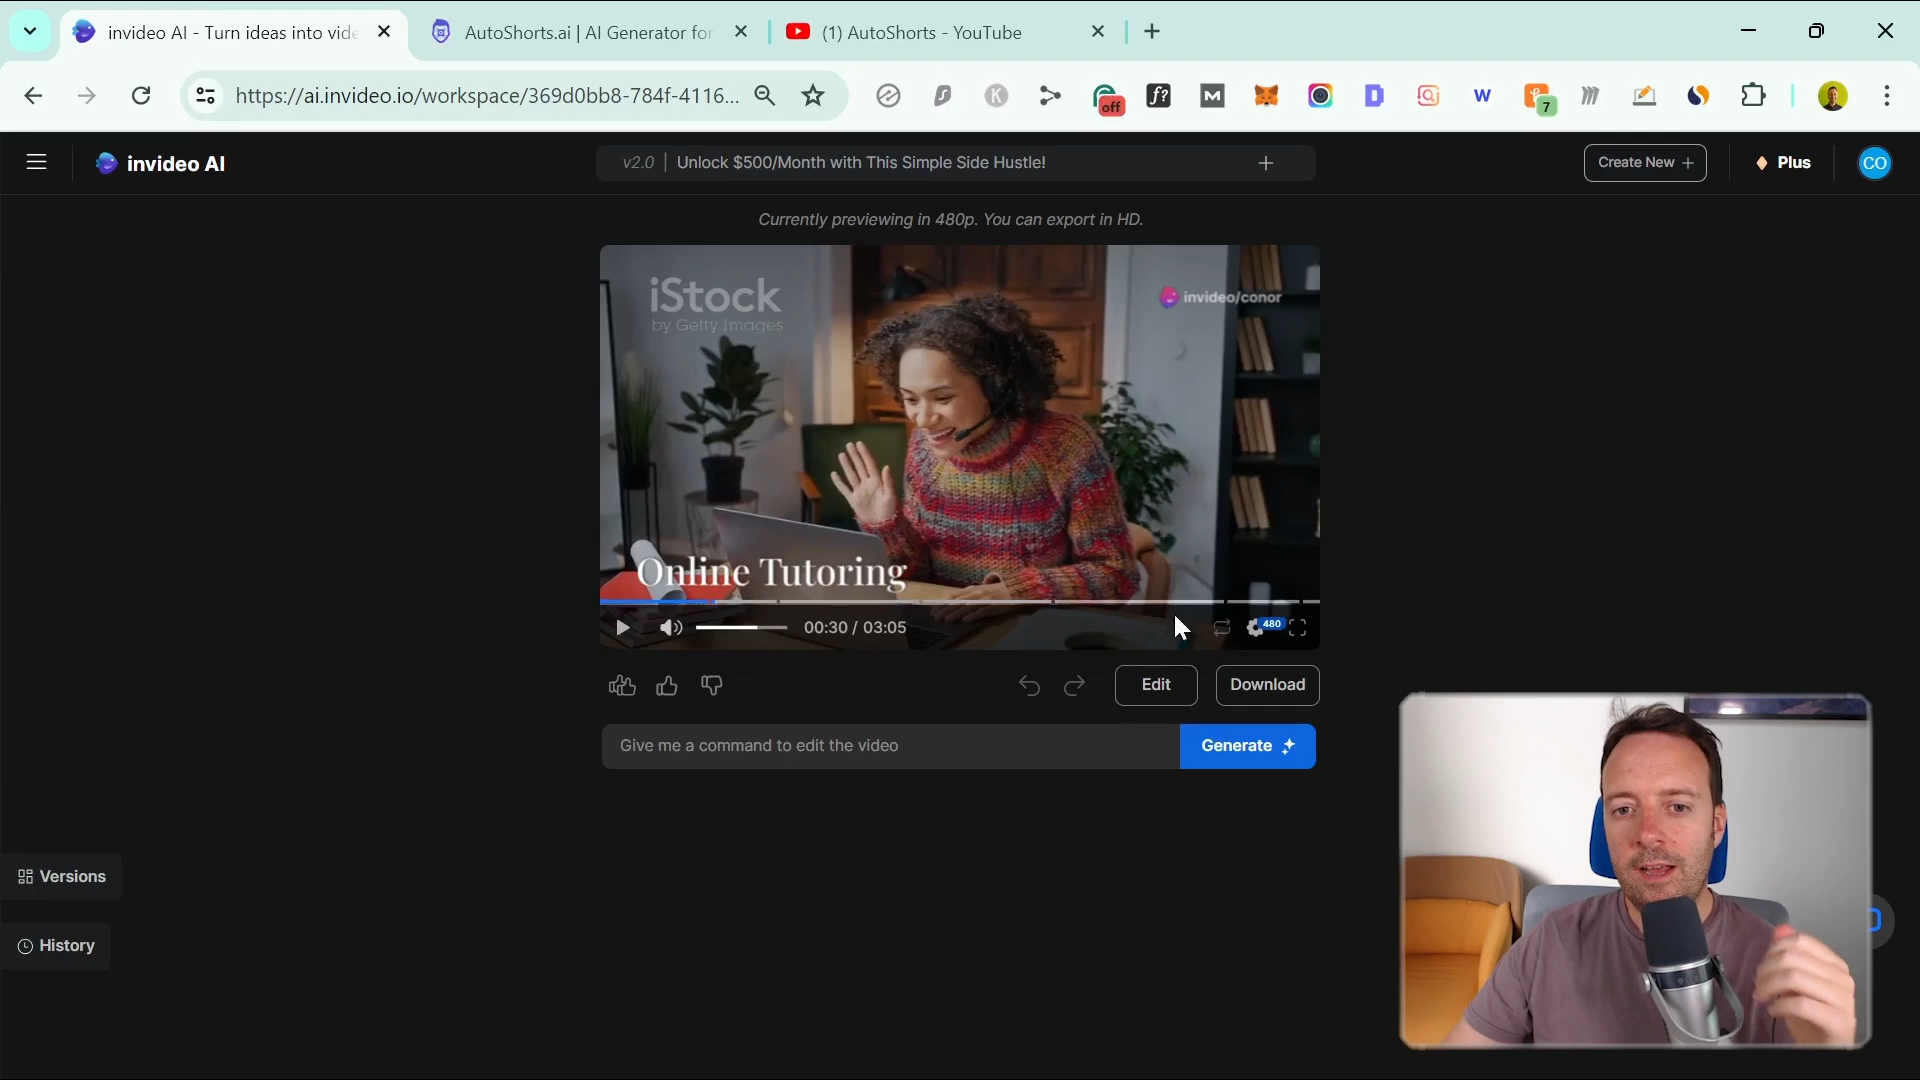 invideo AI - Turn ideas into vide
AutoShorts.ai | AI Generator for
(1) AutoShorts - YouTube
https://ai.invideo.io/workspace/369d0bb8-784f-4116...
off
f?
M
W
7
invideo AI
v2.0 | Unlock $500/Month with This Simple Side Hustle!
Create New +
Plus
CO
Currently previewing in 480p. You can export in HD.
iStock
by Getty Images
invideo/conor
Online Tutoring
00:30 / 03:05
480
Edit
Download
Give me a command to edit the video
Generate
Versions
History